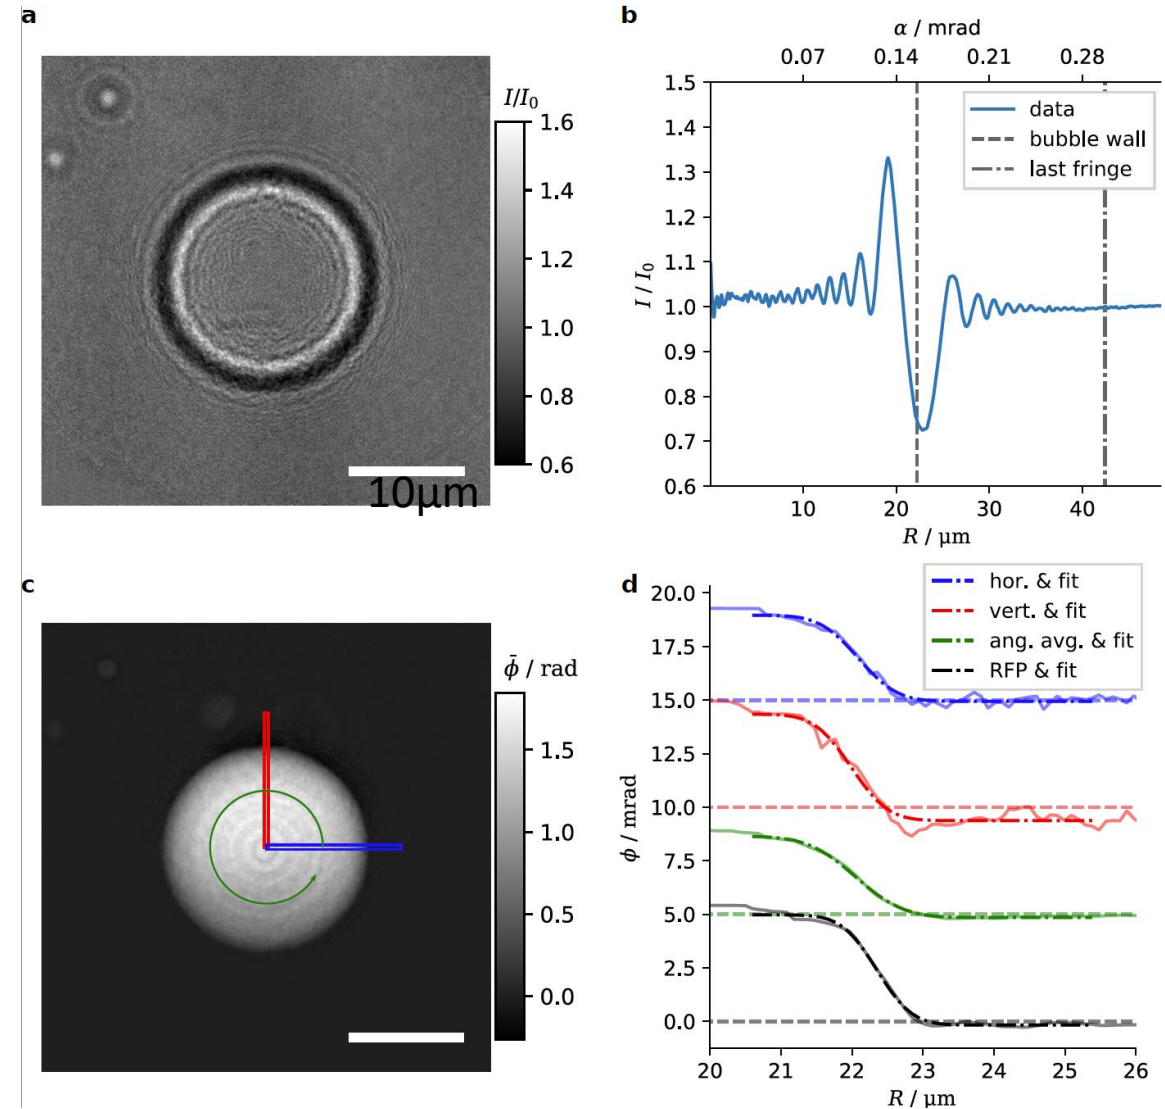 a
I/I₀
1.6
1.4
1.2
1.0
0.8
0.6
10μm
b
α / mrad
0.07 0.14 0.21 0.28
1.5
1.4
1.3
1.2
1.1
1.0
0.9
0.8
0.7
0.6
I / I₀
data
bubble wall
last fringe
10 20 30 40
R / μm
c
ϕ̄ / rad
1.5
1.0
0.5
0.0
d
20.0
17.5
15.0
12.5
10.0
7.5
5.0
2.5
0.0
ϕ / mrad
hor. & fit
vert. & fit
ang. avg. & fit
RFP & fit
20 21 22 23 24 25 26
R / μm